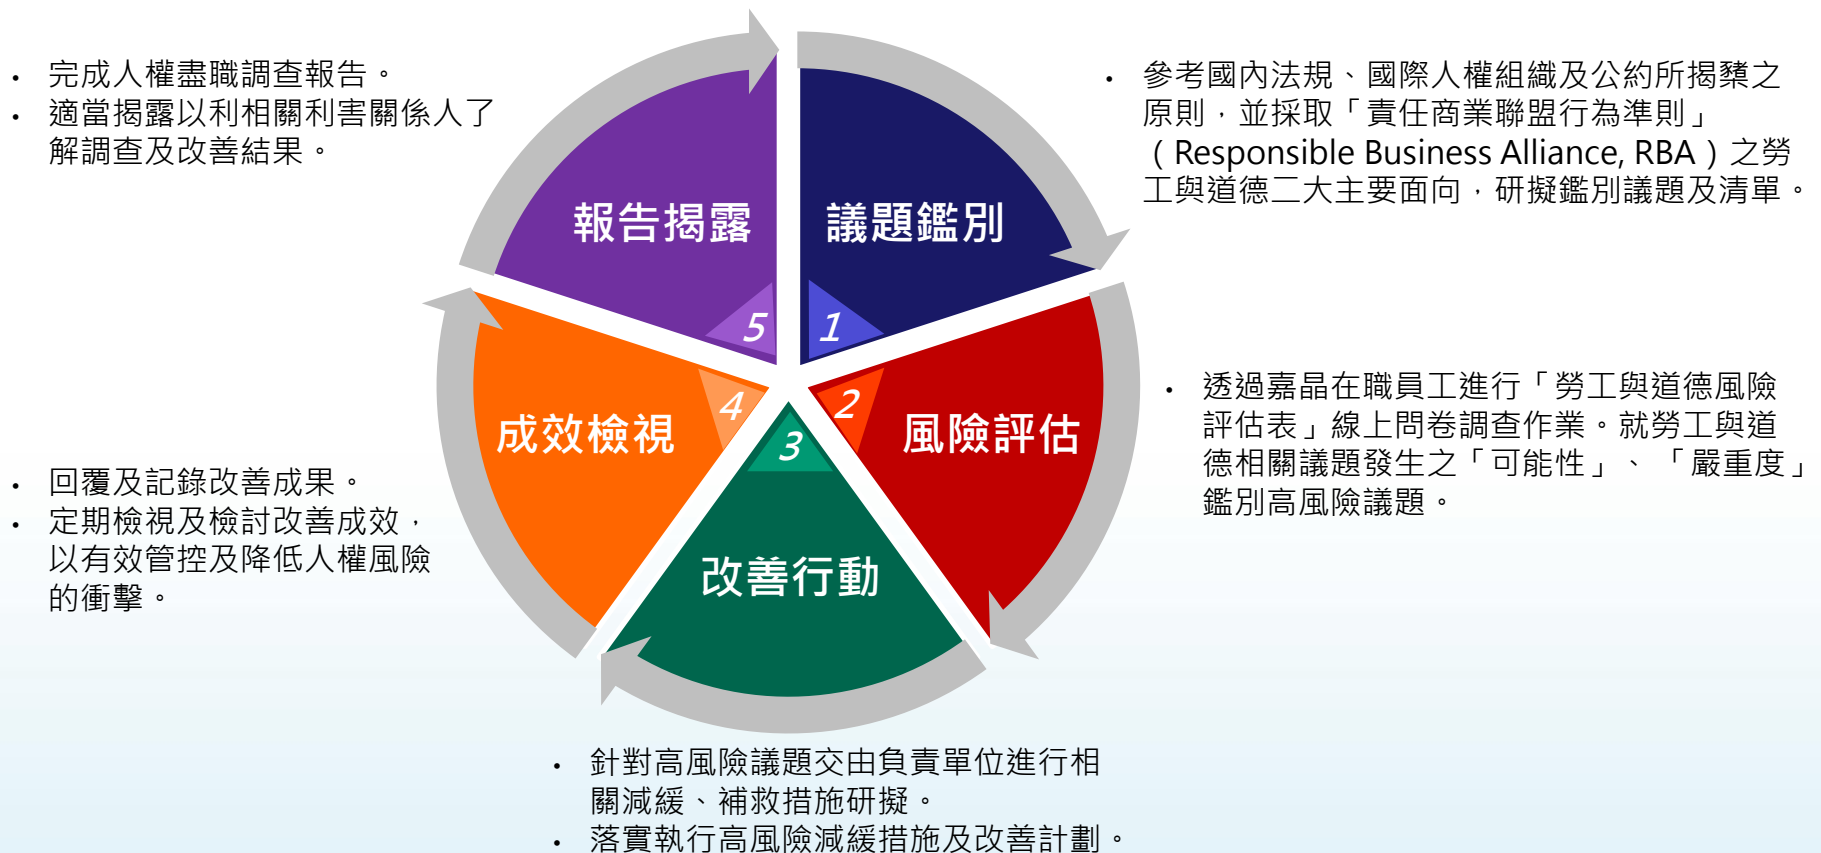 • 完成人權盡職調查報告。
• 適當揭露以利相關利害關係人了
解調查及改善結果。
• 參考國內法規、國際人權組織及公約所揭櫫之
原則，並採取「責任商業聯盟行為準則」
（Responsible Business Alliance, RBA）之勞
工與道德二大主要面向，研擬鑑別議題及清單。
報告揭露
5
議題鑑別
1
• 透過嘉晶在職員工進行「勞工與道德風險
評估表」線上問卷調查作業。就勞工與道
德相關議題發生之「可能性」、「嚴重度」
鑑別高風險議題。
成效檢視
4
風險評估
2
• 回覆及記錄改善成果。
• 定期檢視及檢討改善成效，
以有效管控及降低人權風險
的衝擊。
3
改善行動
• 針對高風險議題交由負責單位進行相
關減緩、補救措施研擬。
• 落實執行高風險減緩措施及改善計劃。